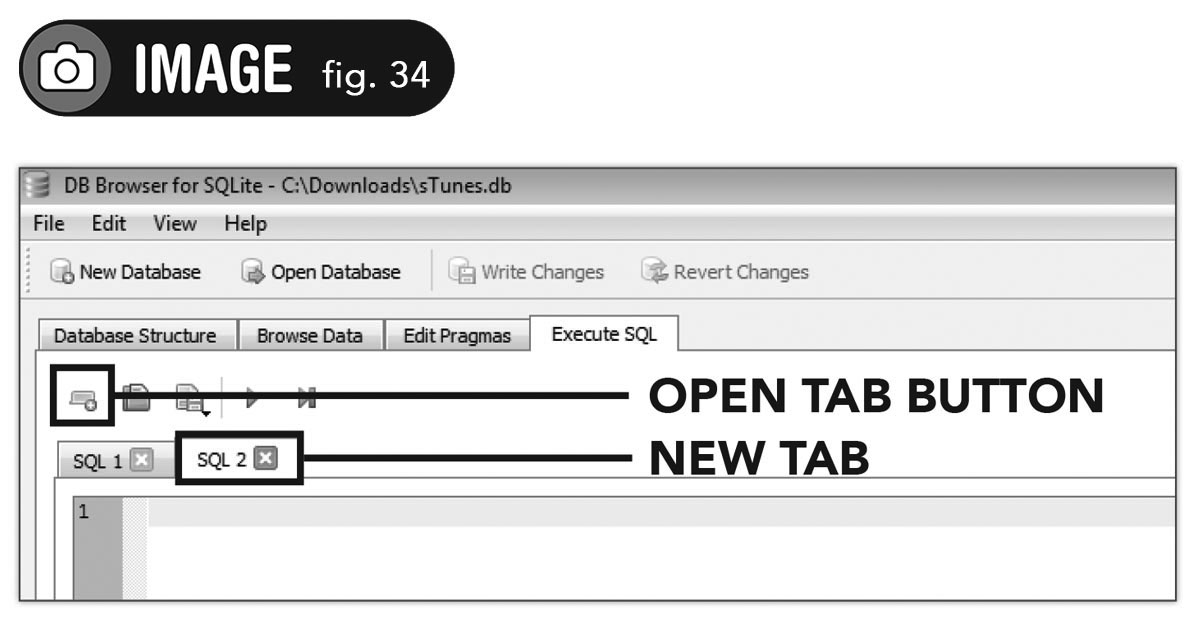 IMAGE fig. 34
DB Browser for SQLite - C:\Downloads\sTunes.db
File Edit View Help
New Database Open Database Write Changes Revert Changes
Database Structure Browse Data Edit Pragmas Execute SQL
OPEN TAB BUTTON
SQL 1 SQL 2 NEW TAB
1